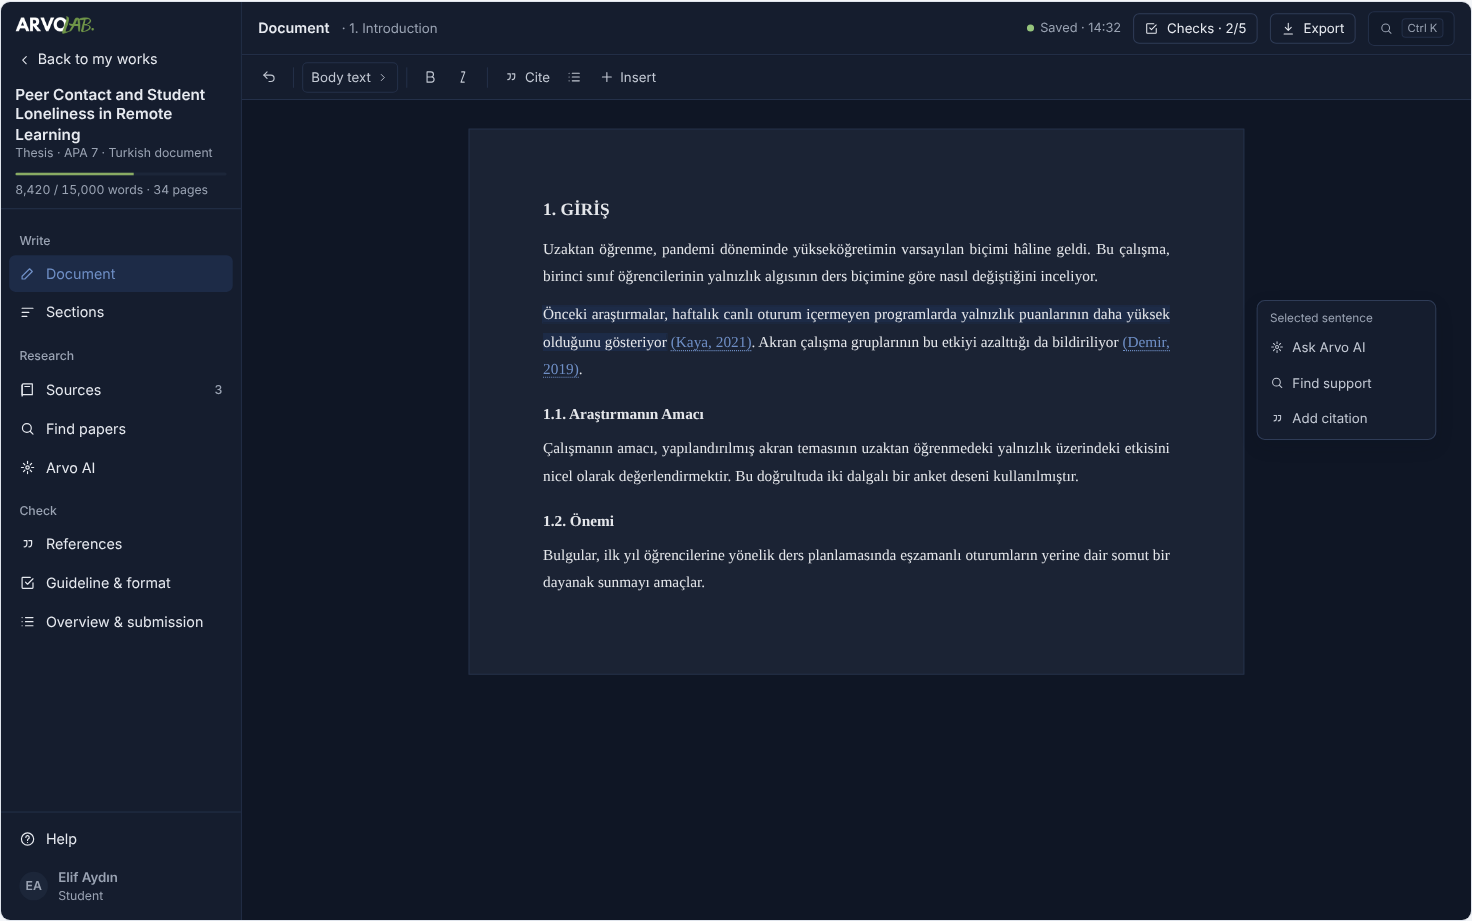 ARVOLAB.
Back to my works
Peer Contact and Student
Loneliness in Remote
Learning
Thesis · APA 7 · Turkish document
8,420 / 15,000 words · 34 pages
Write
Document
Sections
Research
Sources 3
Find papers
Arvo AI
Check
References
Guideline & format
Overview & submission
Help
EA
Elif Aydın
Student
Document · 1. Introduction
Saved · 14:32
Checks · 2/5
Export
Ctrl K
Body text
B I
Cite
Insert
1. GİRİŞ
Uzaktan öğrenme, pandemi döneminde yükseköğretimin varsayılan biçimi hâline geldi. Bu çalışma,
birinci sınıf öğrencilerinin yalnızlık algısının ders biçimine göre nasıl değiştiğini inceliyor.
Önceki araştırmalar, haftalık canlı oturum içermeyen programlarda yalnızlık puanlarının daha yüksek
olduğunu gösteriyor (Kaya, 2021). Akran çalışma gruplarının bu etkiyi azalttığı da bildiriliyor (Demir,
2019).
1.1. Araştırmanın Amacı
Çalışmanın amacı, yapılandırılmış akran temasının uzaktan öğrenmedeki yalnızlık üzerindeki etkisini
nicel olarak değerlendirmektir. Bu doğrultuda iki dalgalı bir anket deseni kullanılmıştır.
1.2. Önemi
Bulgular, ilk yıl öğrencilerine yönelik ders planlamasında eşzamanlı oturumların yerine dair somut bir
dayanak sunmayı amaçlar.
Selected sentence
Ask Arvo AI
Find support
Add citation